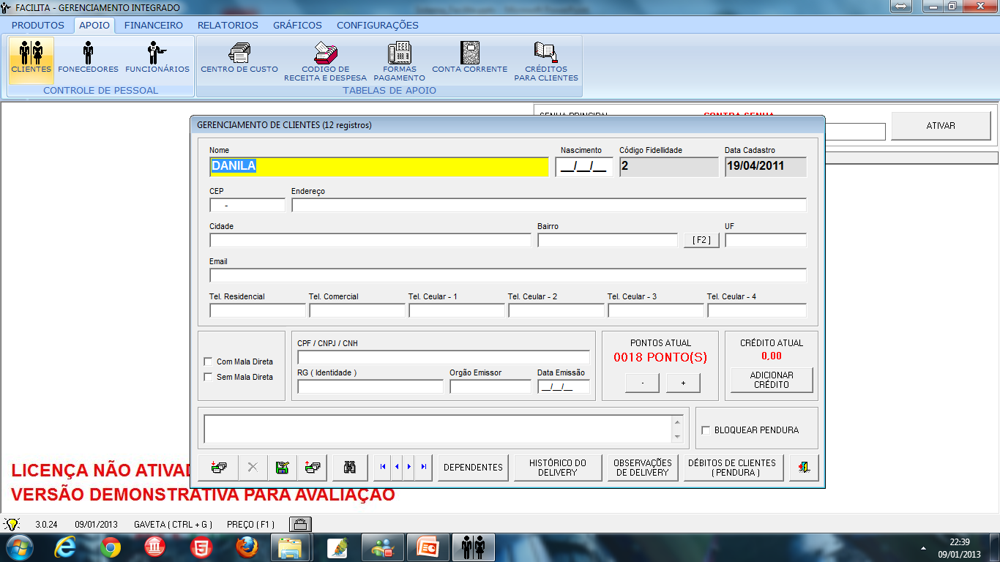 FACILITA - GERENCIAMENTO INTEGRADO
PRODUTOS APOIO FINANCEIRO RELATORIOS GRÁFICOS CONFIGURAÇÕES
CLIENTES FONECEDORES FUNCIONÁRIOS CENTRO DE CUSTO CODIGO DE RECEITA E DESPESA FORMAS PAGAMENTO CONTA CORRENTE CRÉDITOS PARA CLIENTES
CONTROLE DE PESSOAL TABELAS DE APOIO
SENHA PRINCIPAL CONTRA SENHA
ATIVAR
GERENCIAMENTO DE CLIENTES (12 registros)
Nome Nascimento Código Fidellidade Data Cadastro
DANILA __/__/__ 2 19/04/2011
CEP Endereço
-
Cidade Bairro UF
[ F2 ]
Email
Tel. Residencial Tel. Comercial Tel. Ceular - 1 Tel. Ceular - 2 Tel. Ceular - 3 Tel. Ceular - 4
Com Mala Direta
Sem Mala Direta
CPF / CNPJ / CNH
RG ( Identidade ) Orgão Emissor Data Emissão
__/__/__
PONTOS ATUAL
0018 PONTO(S)
- +
CRÉDITO ATUAL
0,00
ADICIONAR
CRÉDITO
BLOQUEAR PENDURA
DEPENDENTES
HISTÓRICO DO
DELIVERY
OBSERVAÇÕES
DE DELIVERY
DÉBITOS DE CLIENTES
( PENDURA )
LICENÇA NÃO
VERSÃO DEMONSTRATIVA PARA AVALIAÇÃO
3.0.24 09/01/2013 GAVETA ( CTRL + G ) PREÇO ( F1 )
22:39
09/01/2013